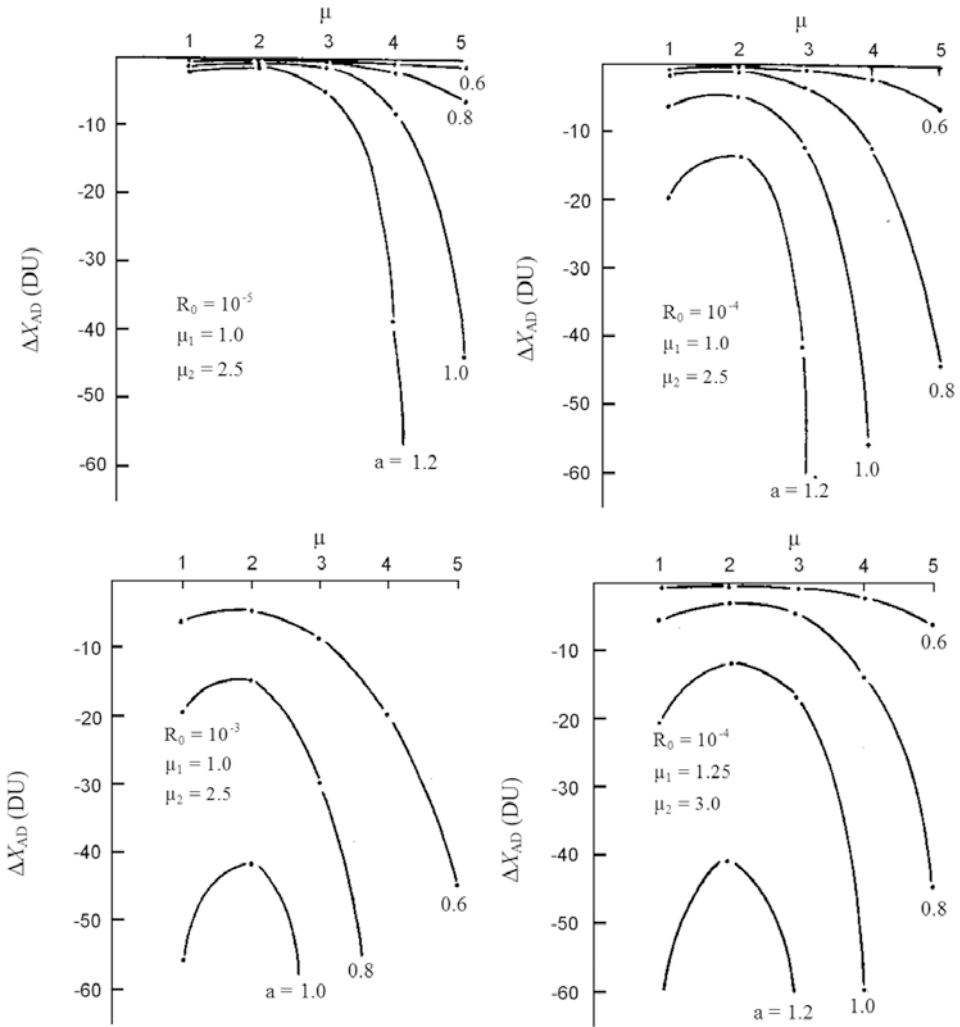 μ
1 2 3 4 5
-10
-20
-30
-40
-50
-60
ΔX_AD (DU)
R₀ = 10⁻⁵
μ₁ = 1.0
μ₂ = 2.5
0.6
0.8
1.0
a = 1.2
μ
1 2 3 4 5
-10
-20
-30
-40
-50
-60
ΔX_AD (DU)
R₀ = 10⁻⁴
μ₁ = 1.0
μ₂ = 2.5
0.6
0.8
1.0
a = 1.2
μ
1 2 3 4 5
-10
-20
-30
-40
-50
-60
ΔX_AD (DU)
R₀ = 10⁻³
μ₁ = 1.0
μ₂ = 2.5
0.6
0.8
a = 1.0
μ
1 2 3 4 5
-10
-20
-30
-40
-50
-60
ΔX_AD (DU)
R₀ = 10⁻⁴
μ₁ = 1.25
μ₂ = 3.0
0.6
0.8
1.0
a = 1.2